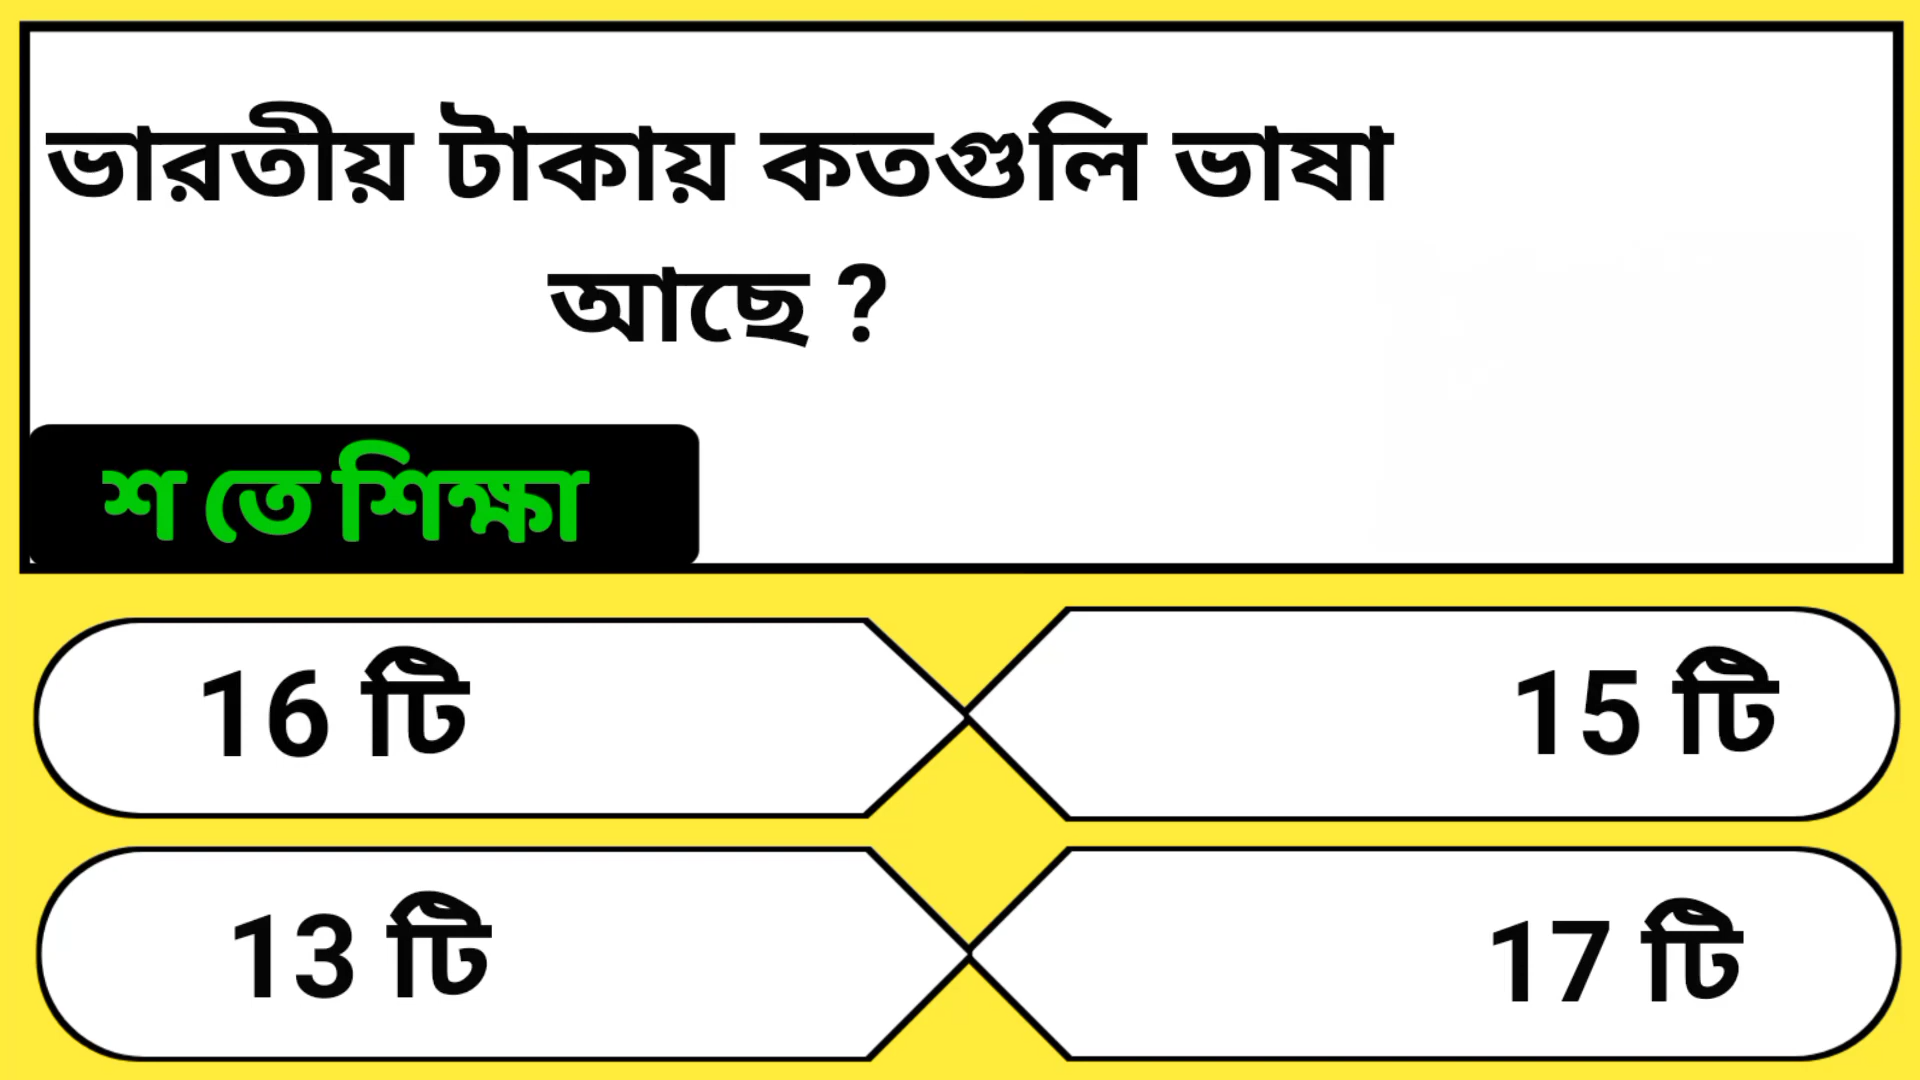 ভারতীয় টাকায় কতগুলি ভাষা
আছে ?
শ তে শিক্ষা
16 টি
15 টি
13 টি
17 টি